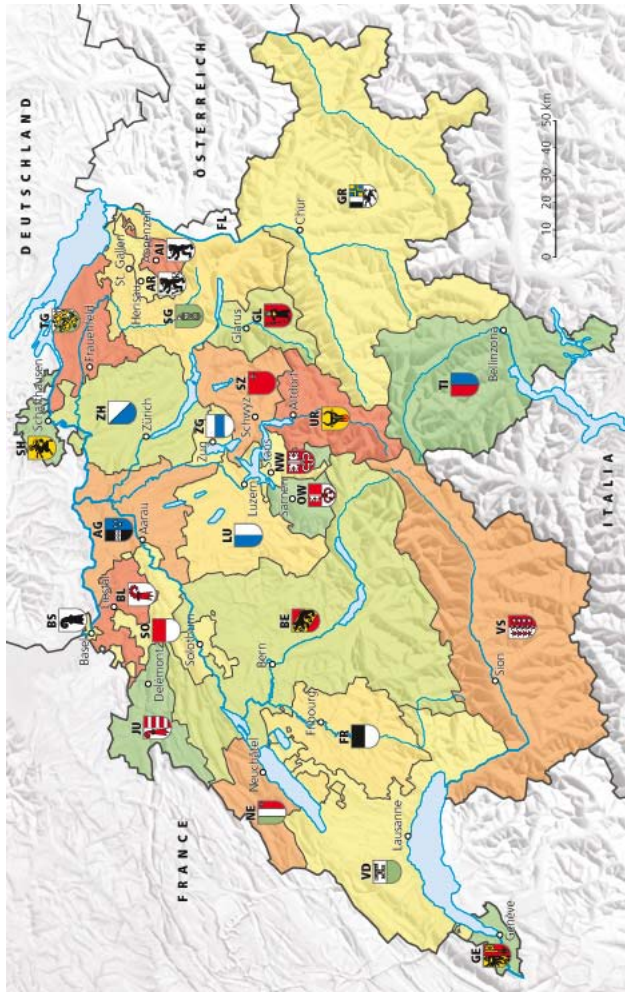 DEUTSCHLAND
ÖSTERREICH
FRANCE
ITALIA
FL
SH
Schaffhausen
TG
Frauenfeld
BS
Basel
BL
Liestal
AG
Aarau
ZH
Zürich
St. Gallen
AR
Herisau
AI
Appenzell
SG
JU
Delémont
SO
Solothurn
LU
Luzern
ZG
Zug
SZ
Schwyz
GL
Glarus
NE
Neuchâtel
BE
Bern
OW
Sarnen
NW
Stans
UR
Altdorf
GR
Chur
FR
Fribourg
VD
Lausanne
VS
Sion
TI
Bellinzona
GE
Genève
0 10 20 30 40 50 km